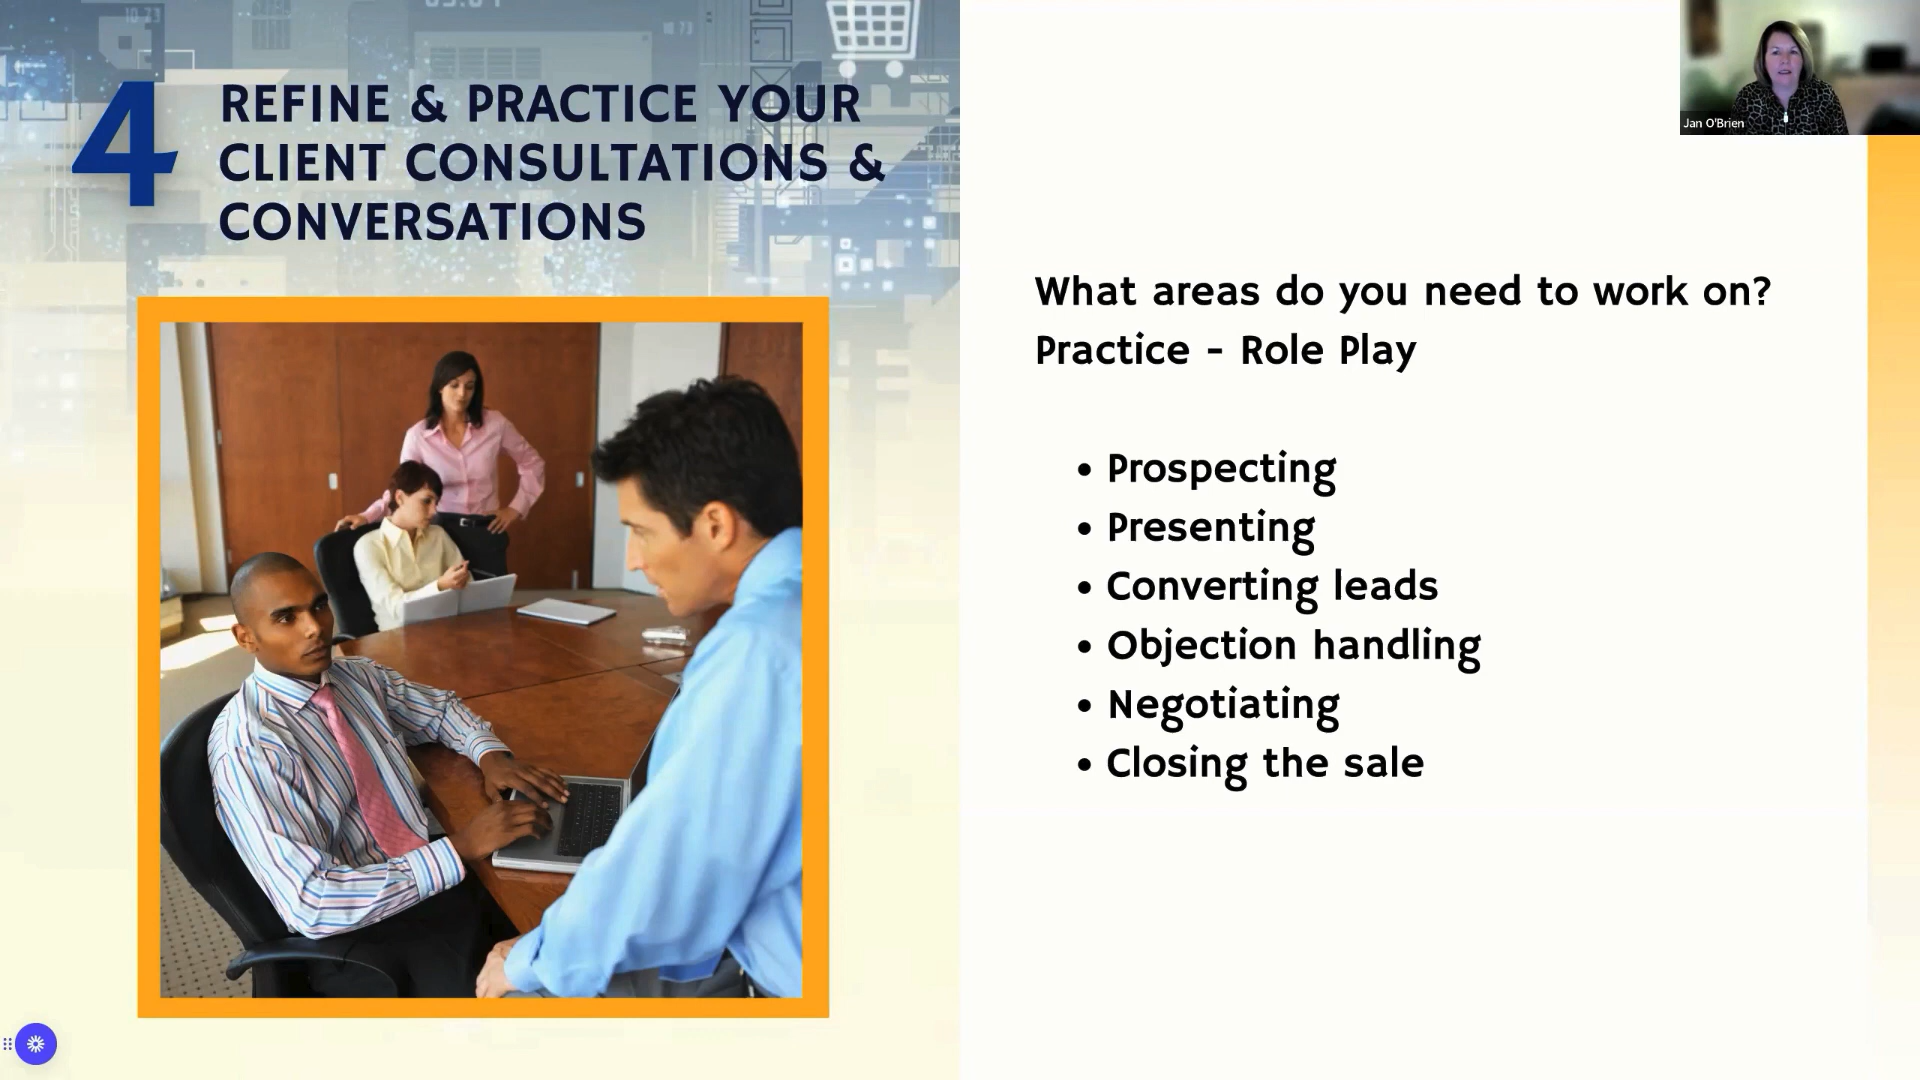 4
REFINE & PRACTICE YOUR
CLIENT CONSULTATIONS &
CONVERSATIONS
Jan O'Brien
What areas do you need to work on?
Practice - Role Play
• Prospecting
• Presenting
• Converting leads
• Objection handling
• Negotiating
• Closing the sale